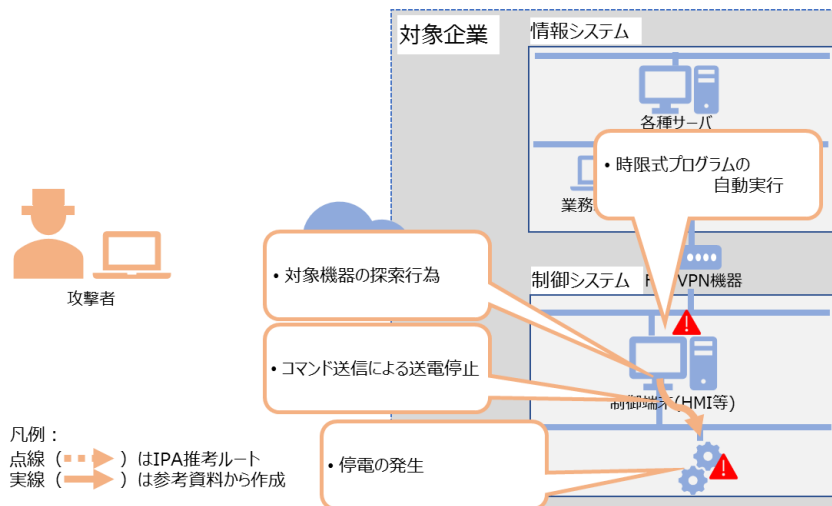 対象企業
情報システム
各種サーバ
・時限式プログラムの
自動実行
業務
・対象機器の探索行為
制御システム
VPN機器
攻撃者
・コマンド送信による送電停止
制御端末(HMI等)
・停電の発生
凡例：
点線（ ）はIPA推考ルート
実線（ ）は参考資料から作成